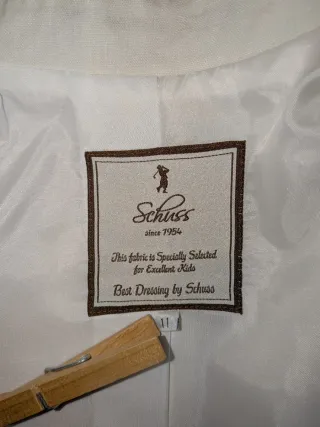 Schuss
since 1954
This fabric is Specially Selected
for Excellent Kids
Best Dressing by Schuss
11